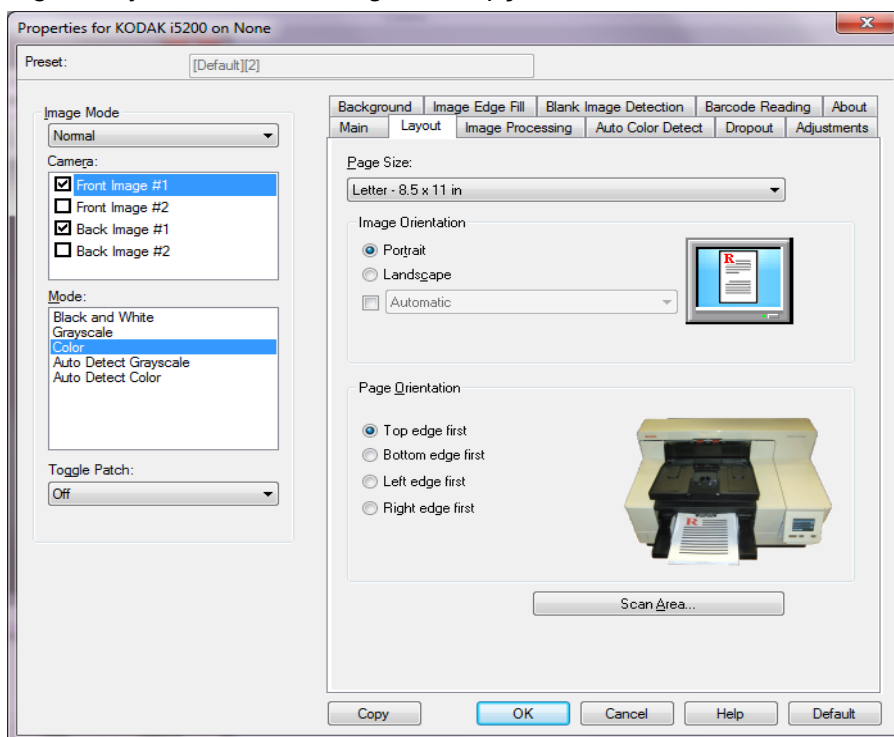 Properties for KODAK i5200 on None
Preset:
[Default][2]
Image Mode
Normal
Camera:
Front Image #1
Front Image #2
Back Image #1
Back Image #2
Mode:
Black and White
Grayscale
Color
Auto Detect Grayscale
Auto Detect Color
Toggle Patch:
Off
Background Image Edge Fill Blank Image Detection Barcode Reading About
Main Layout Image Processing Auto Color Detect Dropout Adjustments
Page Size:
Letter - 8.5 x 11 in
Image Orientation
Portrait
Landscape
Automatic
R
Page Orientation
Top edge first
Bottom edge first
Left edge first
Right edge first
R
Scan Area...
Copy OK Cancel Help Default